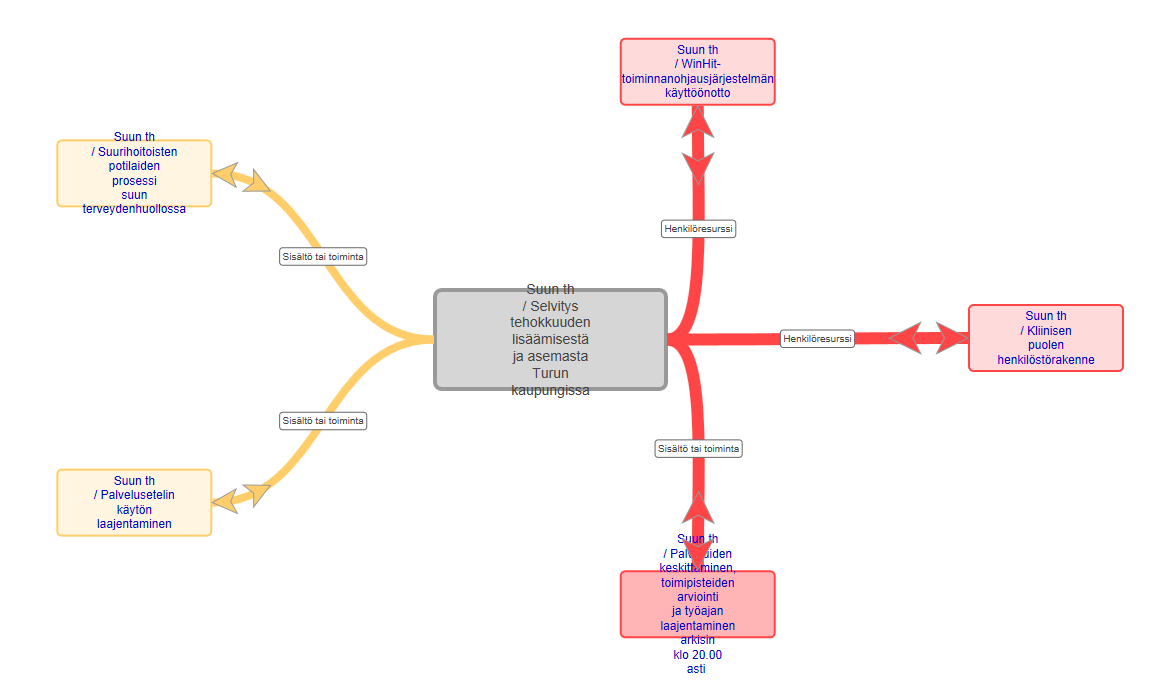 Suun th
/ WinHit-
toiminnanohjausjärjestelmän
käyttöönotto
Suun th
/ Suurihoitoisten
potilaiden
prosessi
suun
terveydenhuollossa
Henkilöresurssi
Sisältö tai toiminta
Suun th
/ Selvitys
tehokkuuden
lisäämisestä
ja asemasta
Turun
kaupungissa
Henkilöresurssi
Suun th
/ Kliinisen
puolen
henkilöstörakenne
Sisältö tai toiminta
Sisältö tai toiminta
Suun th
/ Palvelusetelin
käytön
laajentaminen
Suun th
/ Palveluiden
keskittäminen,
toimipisteiden
arviointi
ja työajan
laajentaminen
arkisin
klo 20.00
asti